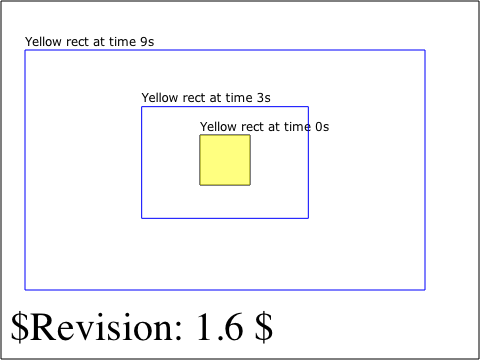 Yellow rect at time 9s
Yellow rect at time 3s
Yellow rect at time 0s
$Revision: 1.6 $